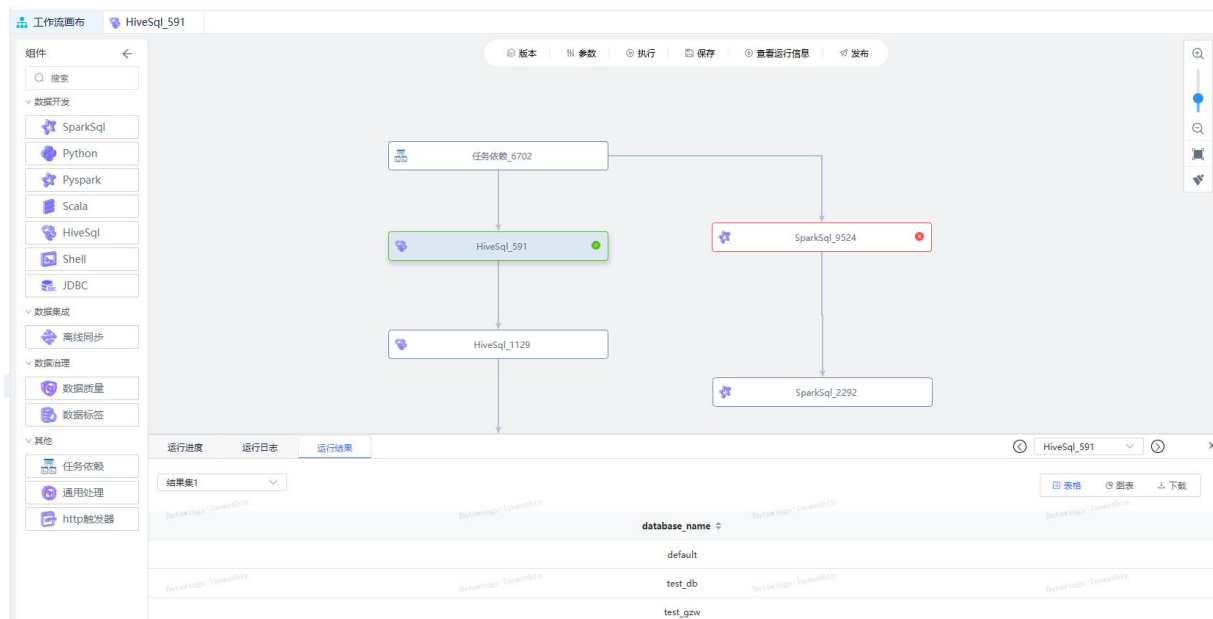 工作流画布
HiveSql_591
组件
搜索
数据开发
SparkSql
Python
Pyspark
Scala
HiveSql
Shell
JDBC
数据集成
离线同步
数据治理
数据质量
数据标签
其他
任务依赖
通用处理
http触发器
版本 参数 执行 保存 查看运行信息 发布
任务依赖_6702
HiveSql_591
SparkSql_9524
HiveSql_1129
SparkSql_2292
运行进度 运行日志 运行结果
HiveSql_591
结果集1
表格 图表 下载
database_name
default
test_db
test_gzw